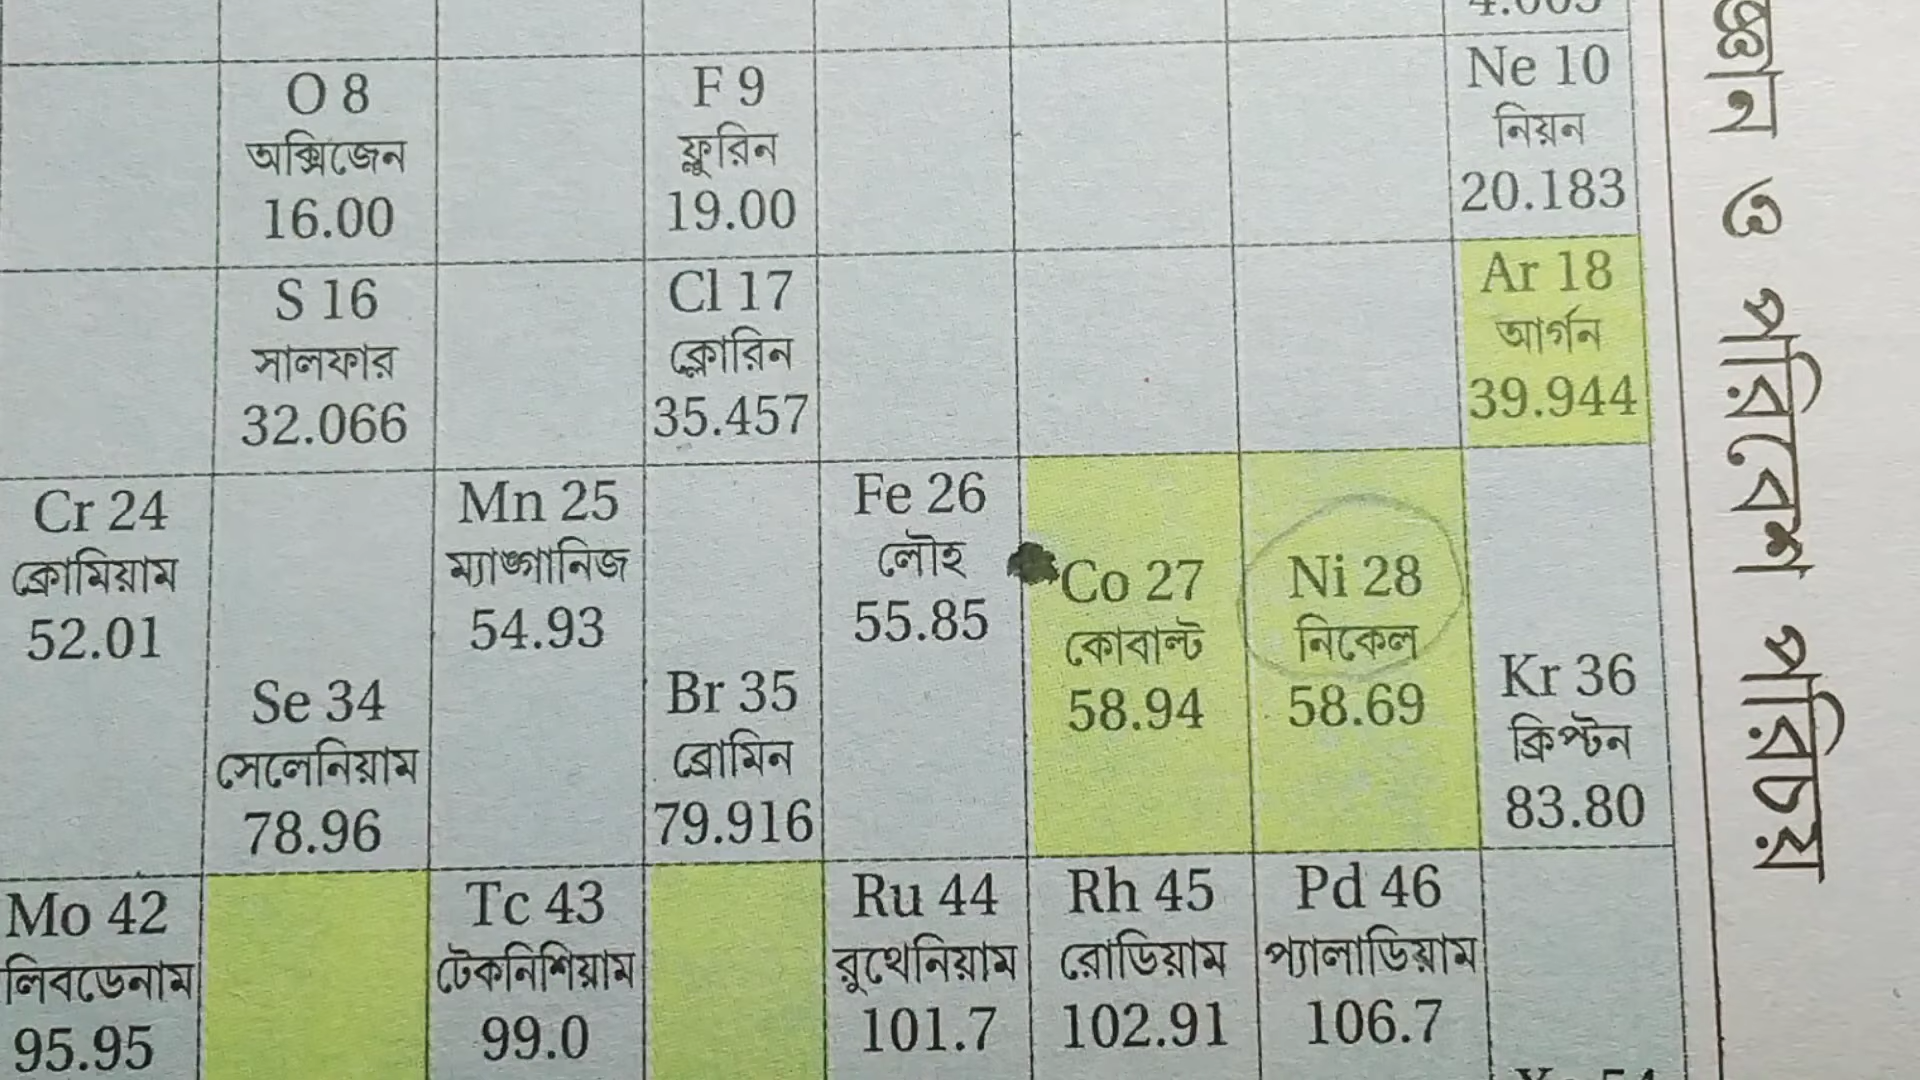 O 8
অক্সিজেন
16.00
F 9
ফ্লুরিন
19.00
Ne 10
নিয়ন
20.183
S 16
সালফার
32.066
Cl 17
ক্লোরিন
35.457
Ar 18
আর্গন
39.944
Cr 24
ক্রোমিয়াম
52.01
Se 34
সেলেনিয়াম
78.96
Mn 25
ম্যাঙ্গানিজ
54.93
Br 35
ব্রোমিন
79.916
Fe 26
লৌহ
55.85
Co 27
কোবাল্ট
58.94
Ni 28
নিকেল
58.69
Kr 36
ক্রিপ্টন
83.80
Mo 42
লিবডেনাম
95.95
Tc 43
টেকনিশিয়াম
99.0
Ru 44
রুথেনিয়াম
101.7
Rh 45
রোডিয়াম
102.91
Pd 46
প্যালাডিয়াম
106.7
ও পরিবেশ পরিচয়